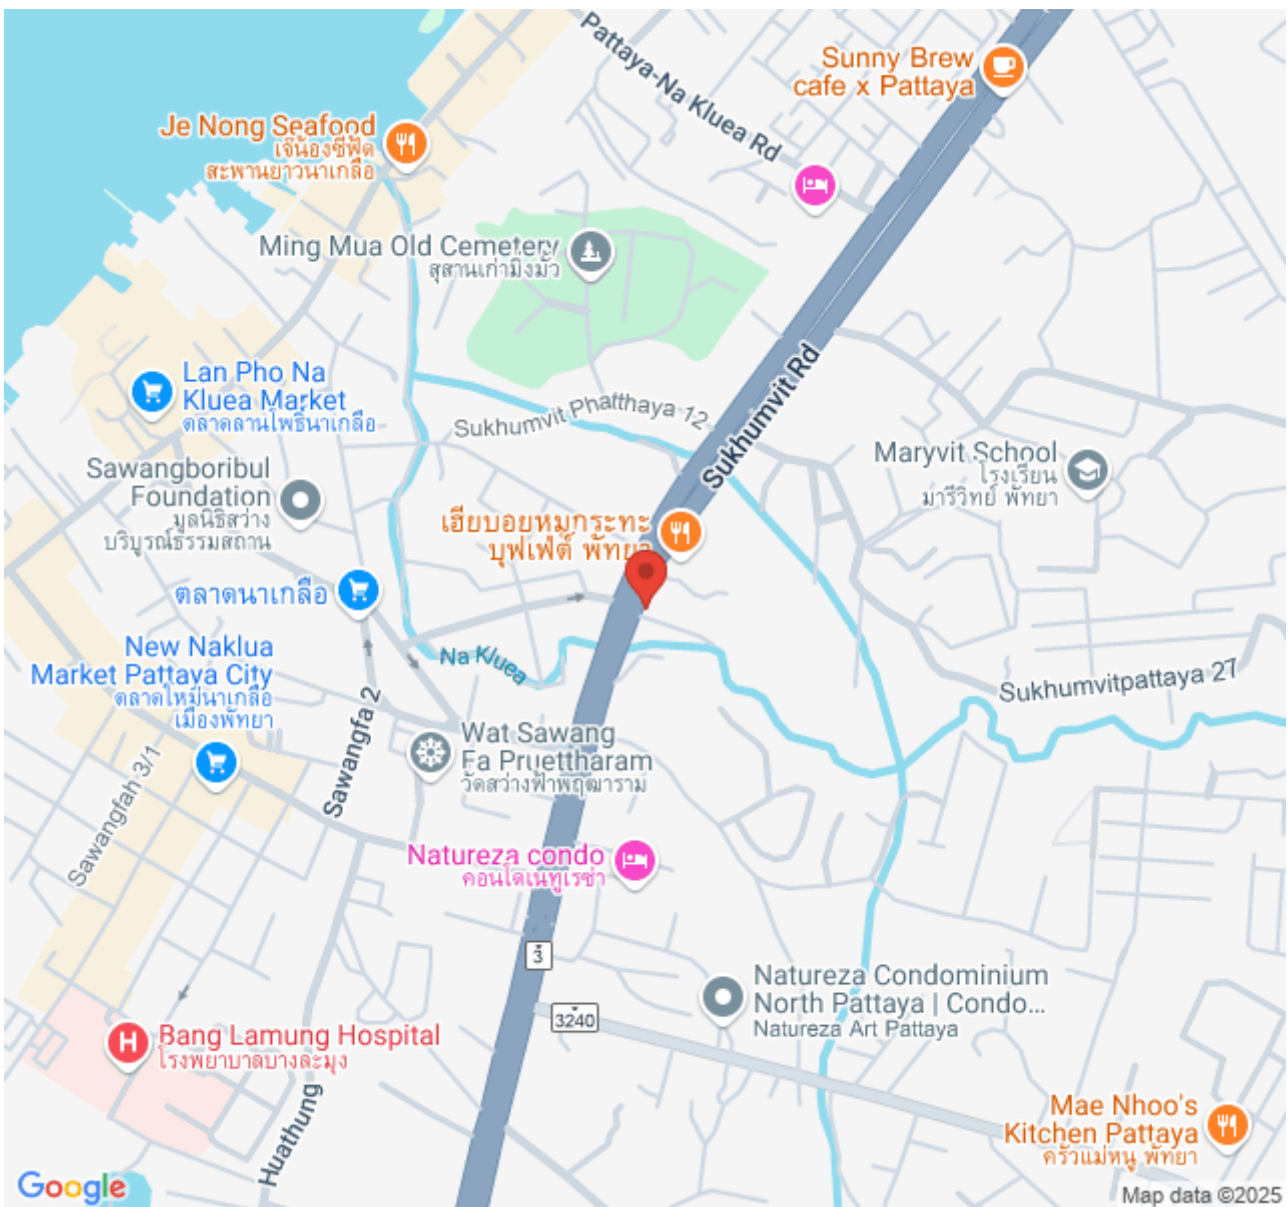 Pattaya-Na Kluea Rd
Sunny Brew
cafe x Pattaya
Je Nong Seafood
เจ๊น้องซีฟู้ด
สะพานยาวนาเกลือ
Ming Mua Old Cemetery
สุสานเก่ามิ่งมั่ว
Sukhumvit Rd
Lan Pho Na
Kluea Market
ตลาดลานโพธิ์นาเกลือ
Sukhumvit Phatthaya 12
Maryvit School
โรงเรียน
มารีวิทย์ พัทยา
Sawangboribul
Foundation
มูลนิธิสว่าง
บริบูรณ์ธรรมสถาน
เฮียบอยหมูกระทะ
บุฟเฟ่ต์ พัทยา
ตลาดนาเกลือ
New Naklua
Market Pattaya City
ตลาดใหม่นาเกลือ
เมืองพัทยา
Na Kluea
Sukhumvitpattaya 27
Sawangfa 2
Wat Sawang
Fa Pruettharam
วัดสว่างฟ้าพฤฒาราม
Sawangfah 3/1
Natureza condo
คอนโดเนทูเรซ่า
3
3240
Natureza Condominium
North Pattaya | Condo...
Natureza Art Pattaya
H
Bang Lamung Hospital
โรงพยาบาลบางละมุง
Huathung
Mae Nhoo's
Kitchen Pattaya
ครัวแม่หนู พัทยา
Google
Map data ©2025